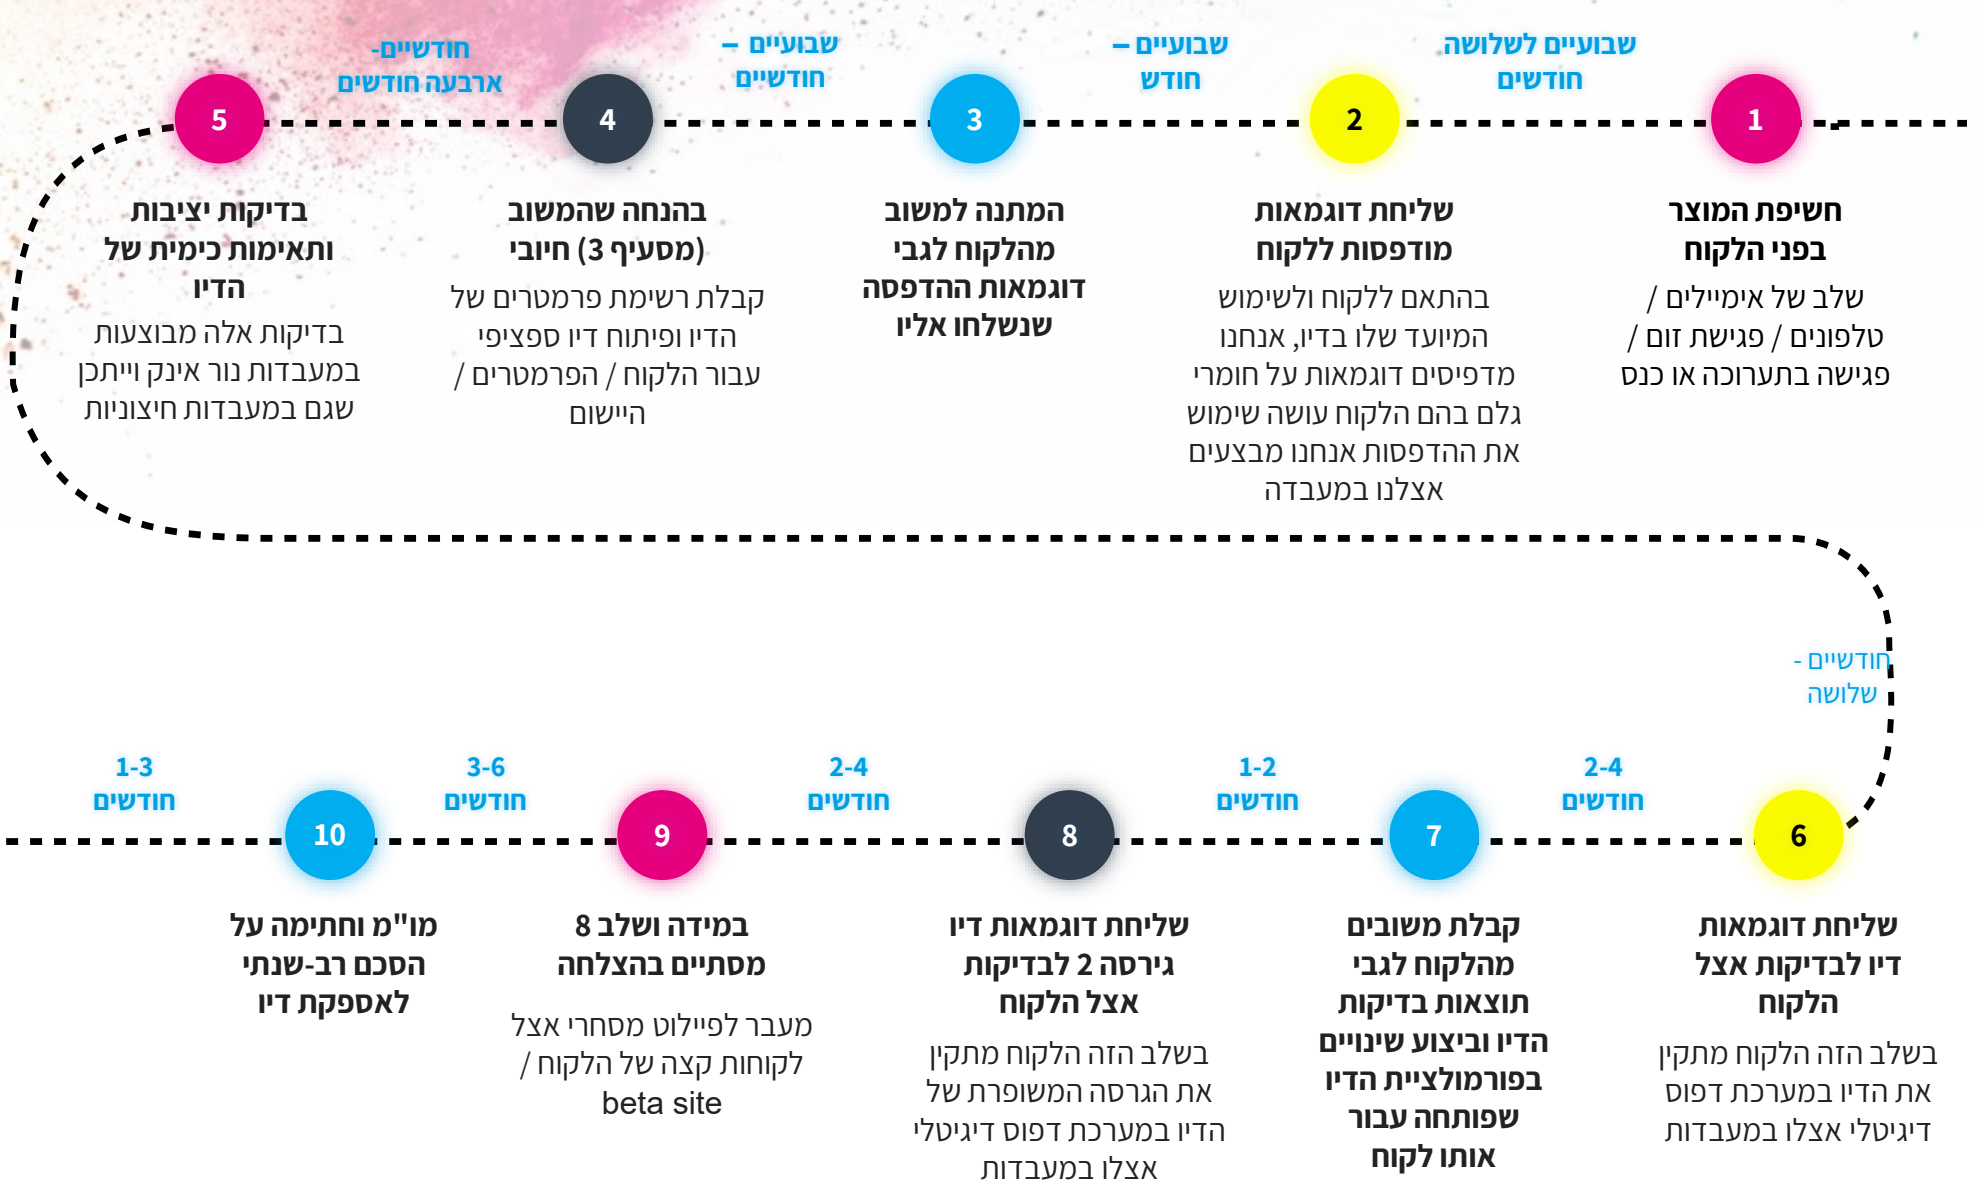 1
חשיפת המוצר
בפני הלקוח
שלב של אימיילים /
טלפונים / פגישת זום /
פגישה בתערוכה או כנס
שבועיים לשלושה
חודשים
2
שליחת דוגמאות
מודפסות ללקוח
בהתאם ללקוח ולשימוש
המיועד שלו בדיו, אנחנו
מדפיסים דוגמאות על חומרי
גלם בהם הלקוח עושה שימוש
את ההדפסות אנחנו מבצעים
אצלנו במעבדה
שבועיים –
חודש
3
המתנה למשוב
מהלקוח לגבי
דוגמאות ההדפסה
שנשלחו אליו
שבועיים –
חודשיים
4
בהנחה שהמשוב
(מסעיף 3) חיובי
קבלת רשימת פרמטרים של
הדיו ופיתוח דיו ספציפי
עבור הלקוח / הפרמטרים /
היישום
חודשיים-
ארבעה חודשים
5
בדיקות יציבות
ותאימות כימית של
הדיו
בדיקות אלה מבוצעות
במעבדות נור אינק וייתכן
שגם במעבדות חיצוניות
חודשיים -
שלושה
6
שליחת דוגמאות
דיו לבדיקות אצל
הלקוח
בשלב הזה הלקוח מתקין
את הדיו במערכת דפוס
דיגיטלי אצלו במעבדות
2-4
חודשים
7
קבלת משובים
מהלקוח לגבי
תוצאות בדיקות
הדיו וביצוע שינויים
בפורמולציית הדיו
שפותחה עבור
אותו לקוח
1-2
חודשים
8
שליחת דוגמאות דיו
גירסה 2 לבדיקות
אצל הלקוח
בשלב הזה הלקוח מתקין
את הגרסה המשופרת של
הדיו במערכת דפוס דיגיטלי
אצלו במעבדות
2-4
חודשים
9
במידה ושלב 8
מסתיים בהצלחה
מעבר לפיילוט מסחרי אצל
לקוחות קצה של הלקוח /
beta site
3-6
חודשים
10
מו"מ וחתימה על
הסכם רב-שנתי
לאספקת דיו
1-3
חודשים